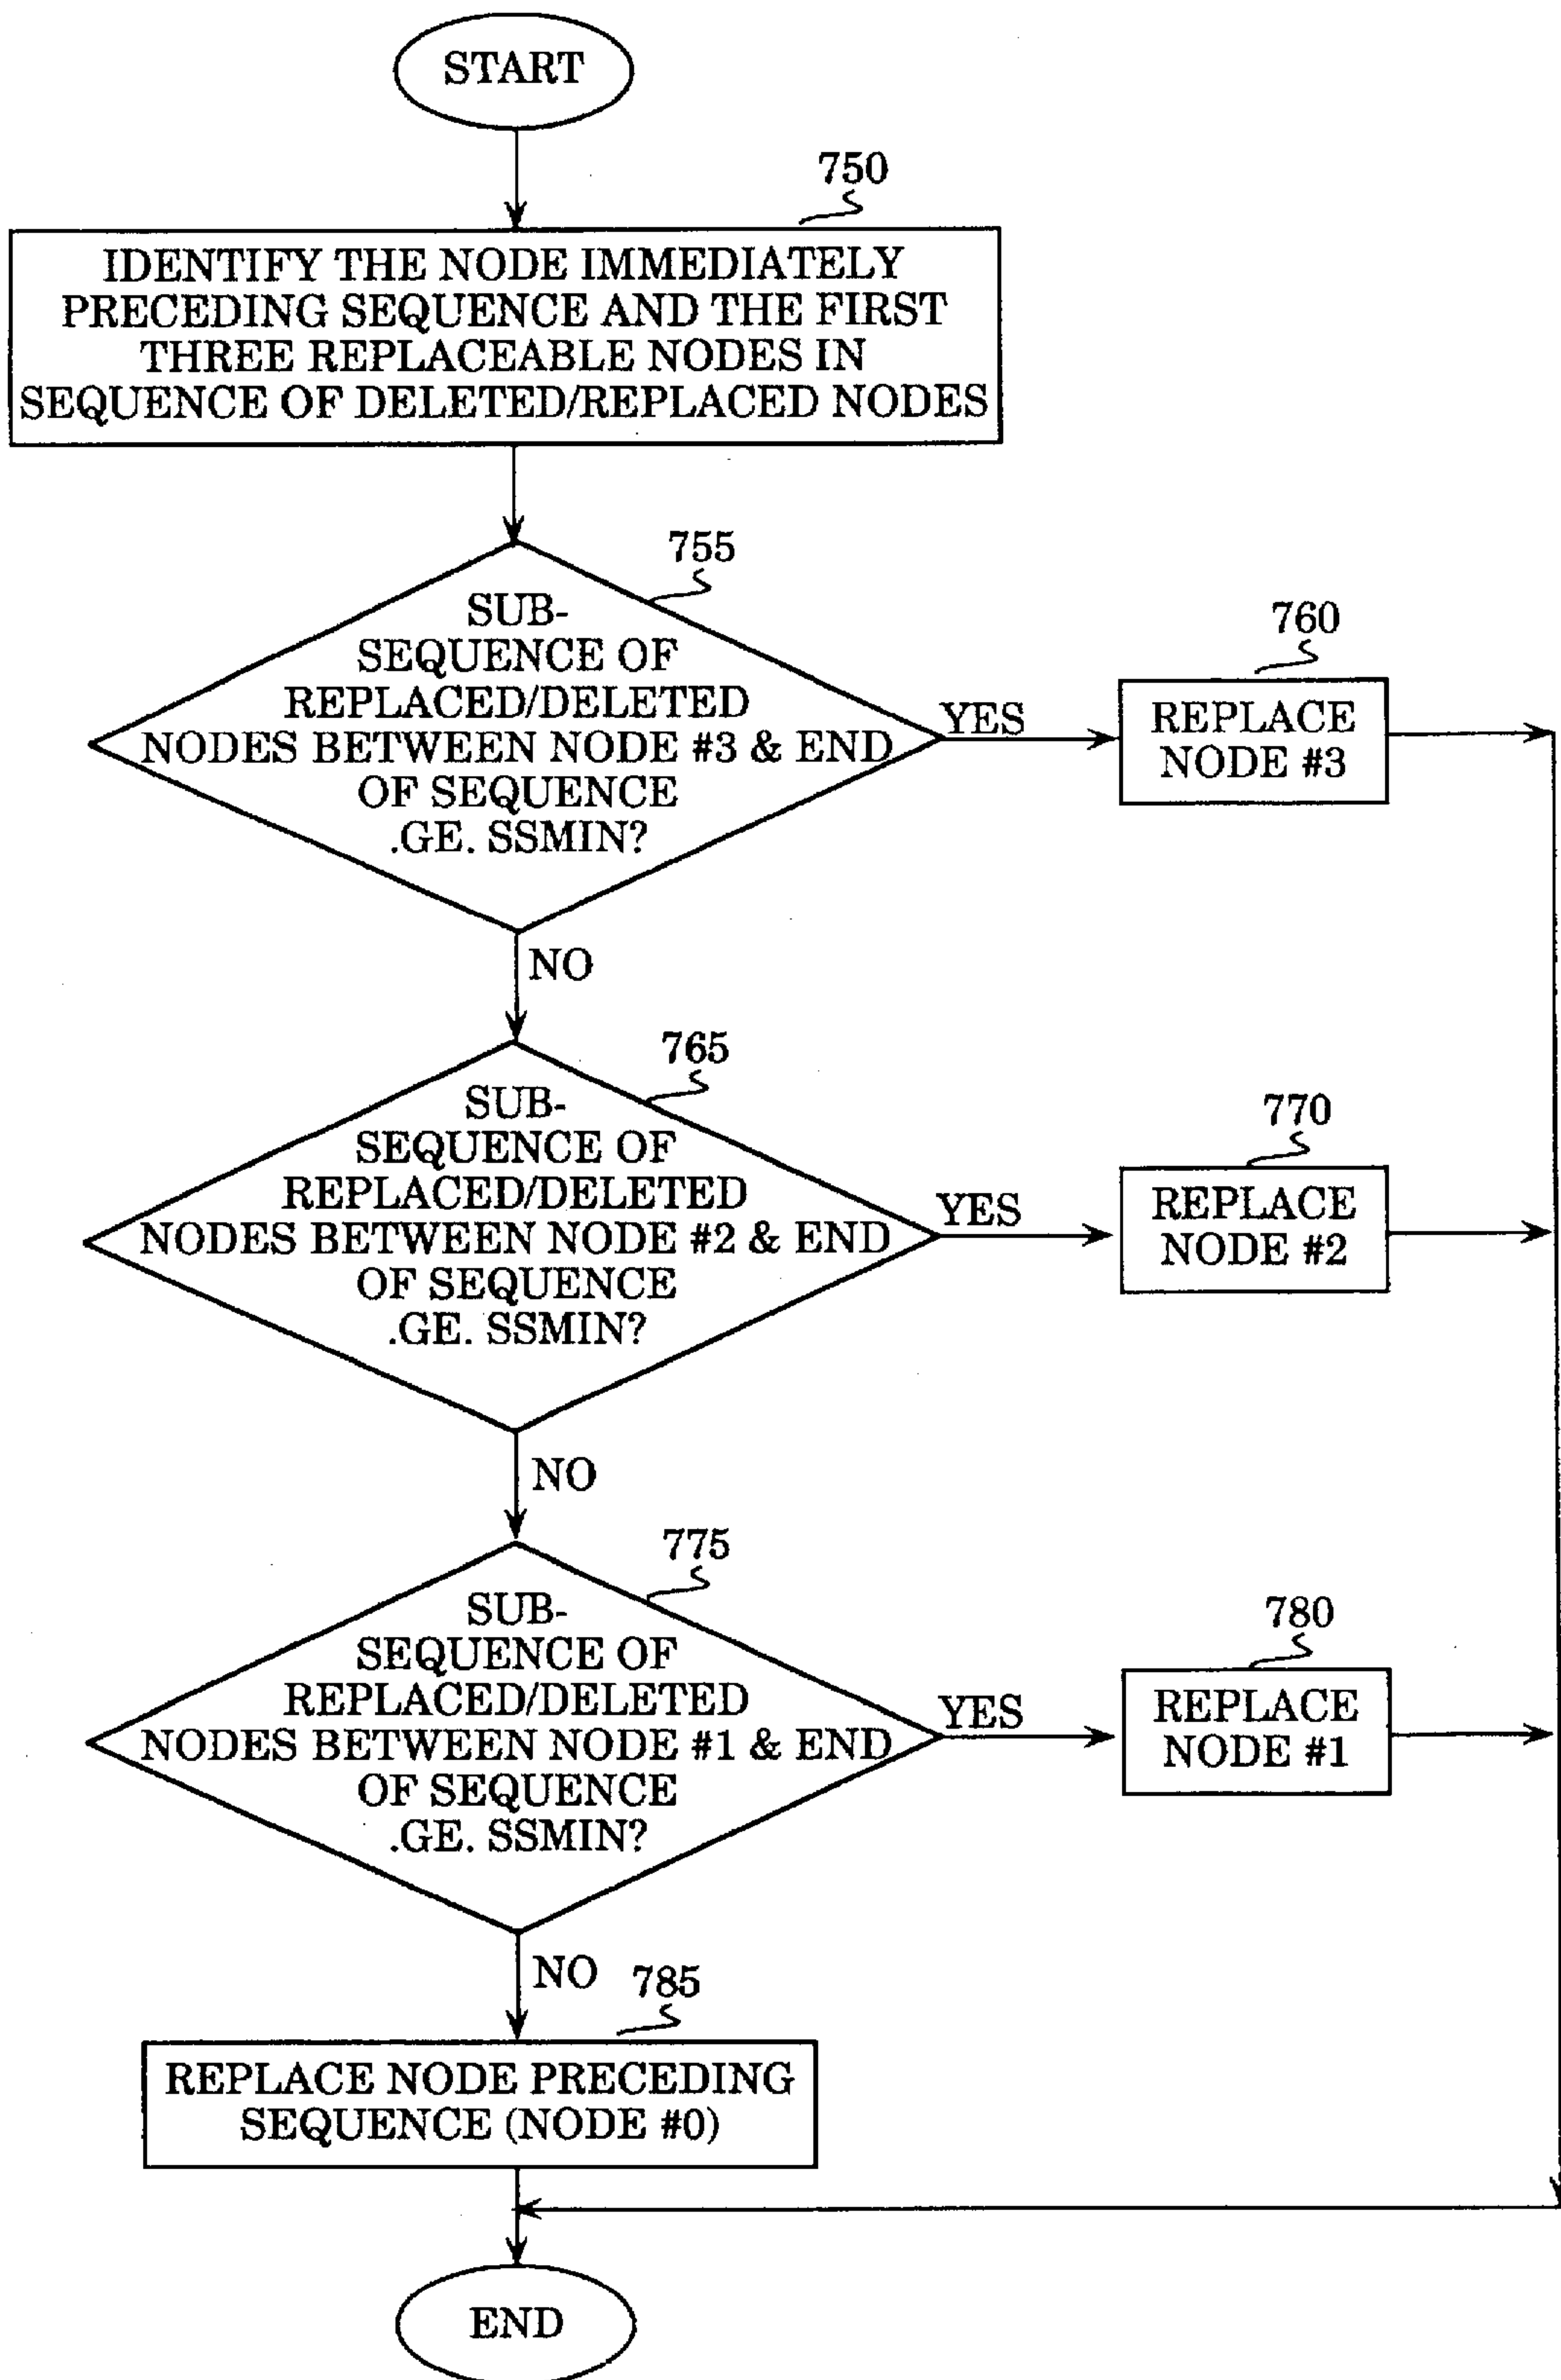 START
750
IDENTIFY THE NODE IMMEDIATELY
PRECEDING SEQUENCE AND THE FIRST
THREE REPLACEABLE NODES IN
SEQUENCE OF DELETED/REPLACED NODES
755
SUB-
SEQUENCE OF
REPLACED/DELETED
NODES BETWEEN NODE #3 & END
OF SEQUENCE
.GE. SSMIN?
YES
760
REPLACE
NODE #3
NO
765
SUB-
SEQUENCE OF
REPLACED/DELETED
NODES BETWEEN NODE #2 & END
OF SEQUENCE
.GE. SSMIN?
YES
770
REPLACE
NODE #2
NO
775
SUB-
SEQUENCE OF
REPLACED/DELETED
NODES BETWEEN NODE #1 & END
OF SEQUENCE
.GE. SSMIN?
YES
780
REPLACE
NODE #1
NO
785
REPLACE NODE PRECEDING
SEQUENCE (NODE #0)
END